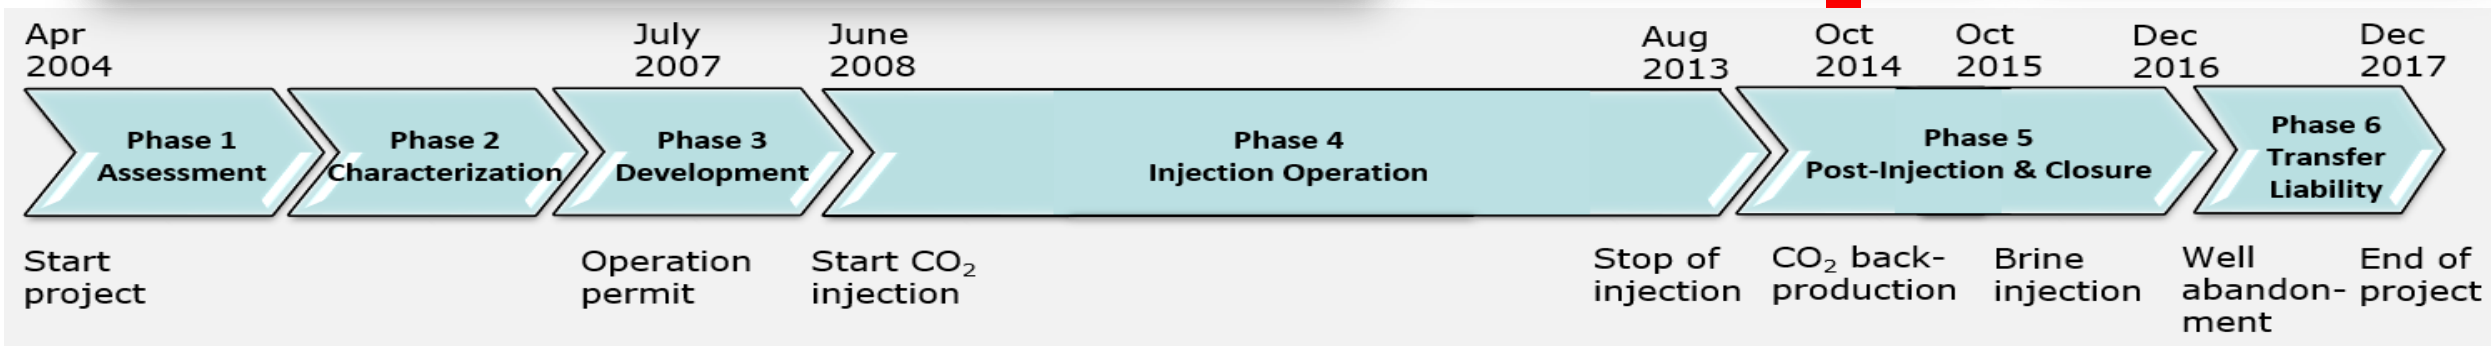 Apr
2004
July
2007
June
2008
Aug
2013
Oct
2014
Oct
2015
Dec
2016
Dec
2017
Phase 1
Assessment
Phase 2
Characterization
Phase 3
Development
Phase 4
Injection Operation
Phase 5
Post-Injection & Closure
Phase 6
Transfer
Liability
Start
project
Operation
permit
Start CO₂
injection
Stop of
injection
CO₂ back-
production
Brine
injection
Well
abandon-
ment
End of
project